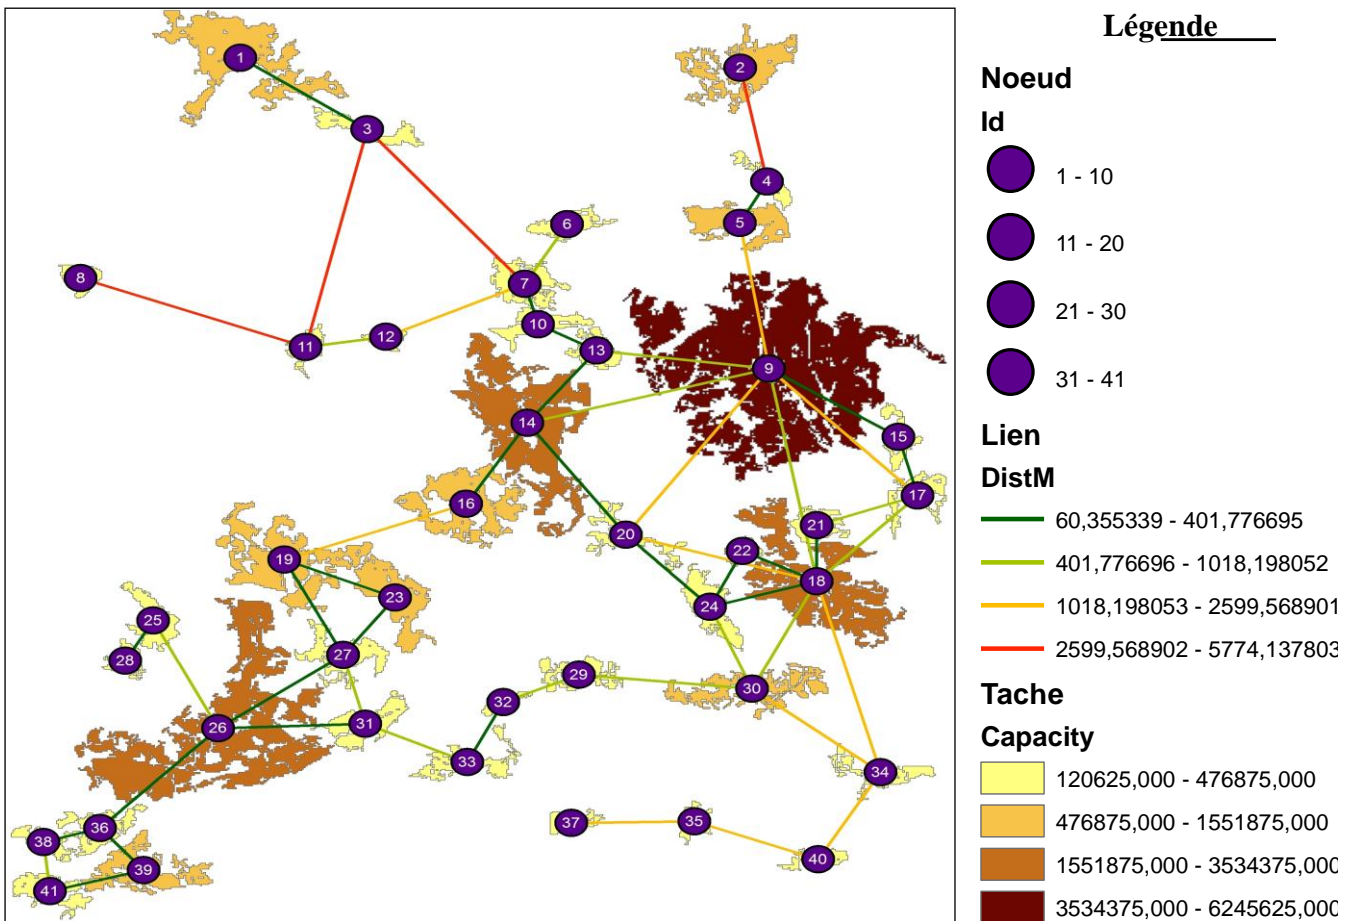 Légende
1
2
3
4
5
6
7
8
9
10
11
12
13
14
15
16
17
18
19
20
21
22
23
24
25
26
27
28
29
30
31
32
33
34
35
36
37
38
39
40
41
Noeud
Id
1 - 10
11 - 20
21 - 30
31 - 41
Lien
DistM
60,355339 - 401,776695
401,776696 - 1018,198052
1018,198053 - 2599,568901
2599,568902 - 5774,137803
Tache
Capacity
120625,000 - 476875,000
476875,000 - 1551875,000
1551875,000 - 3534375,000
3534375,000 - 6245625,000